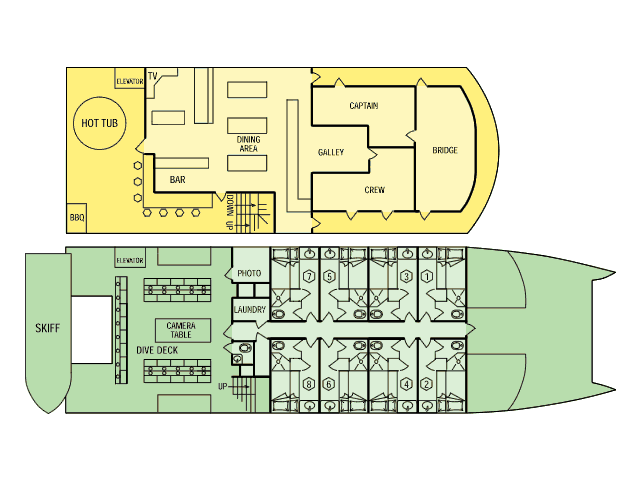 ELEVATOR
TV
HOT TUB
CAPTAIN
DINING
AREA
GALLEY
BRIDGE
BAR
CREW
DOWN
UP
BBQ
ELEVATOR
PHOTO
7
5
3
1
LAUNDRY
SKIFF
CAMERA
TABLE
DIVE DECK
UP
8
6
4
2